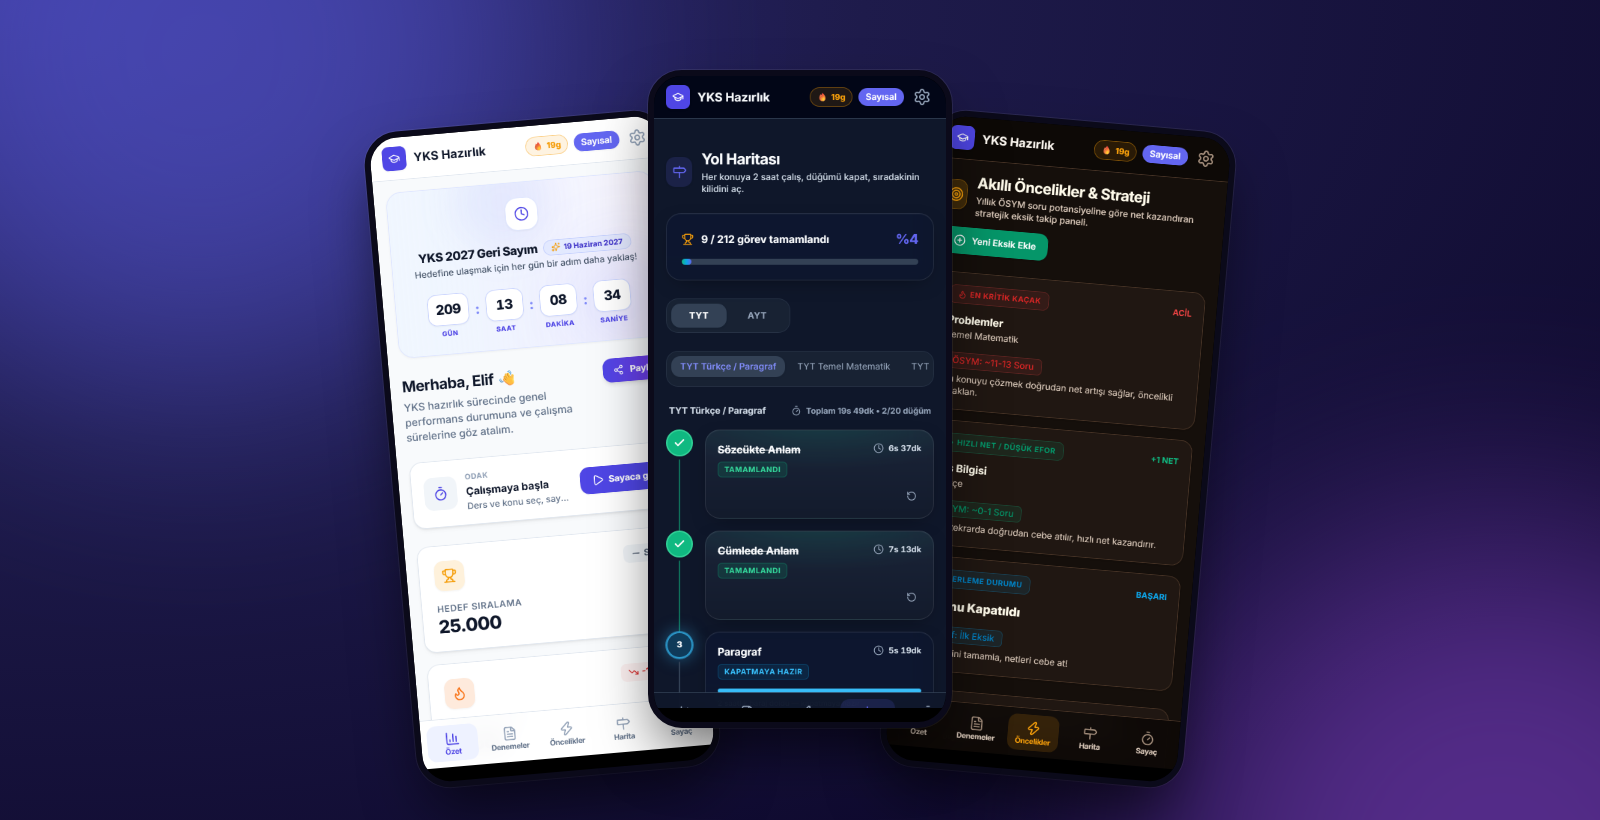 YKS Hazırlık
19g
Sayısal
YKS 2027 Geri Sayım
19 Haziran 2027
Hedefine ulaşmak için her gün bir adım daha yaklaş!
209 : 13 : 08 : 34
GÜN SAAT DAKİKA SANİYE
Merhaba, Elif 👋
YKS hazırlık sürecinde genel
performans durumuna ve çalışma
sürelerine göz atalım.
ODAK
Çalışmaya başla
Ders ve konu seç, say...
Sayaca g
HEDEF SIRALAMA
25.000
Özet
Denemeler
Öncelikler
Harita
Sayaç
YKS Hazırlık
19g
Sayısal
Yol Haritası
Her konuya 2 saat çalış, düğümü kapat, sıradakinin
kilidini aç.
9 / 212 görev tamamlandı
%4
TYT
AYT
TYT Türkçe / Paragraf
TYT Temel Matematik
TYT
TYT Türkçe / Paragraf
Toplam 19s 49dk • 2/20 düğüm
Sözcükte Anlam
6s 37dk
TAMAMLANDI
Cümlede Anlam
7s 13dk
TAMAMLANDI
3
Paragraf
5s 19dk
KAPATMAYA HAZIR
YKS Hazırlık
19g
Sayısal
Akıllı Öncelikler & Strateji
Yıllık ÖSYM soru potansiyeline göre net kazandıran
stratejik eksik takip paneli.
Yeni Eksik Ekle
EN KRİTİK KAÇAK
ACİL
Problemler
Temel Matematik
ÖSYM: ~11-13 Soru
konuyu çözmek doğrudan net artışı sağlar, öncelikli
HIZLI NET / DÜŞÜK EFOR
+1 NET
Bilgisi
YM: ~0-1 Soru
ekrarda doğrudan cebe atılır, hızlı net kazandırır.
ERLEME DURUMU
BAŞARI
nu Kapatıldı
f: İlk Eksik
ini tamamla, netleri cebe at!
Özet
Denemeler
Öncelikler
Harita
Sayaç